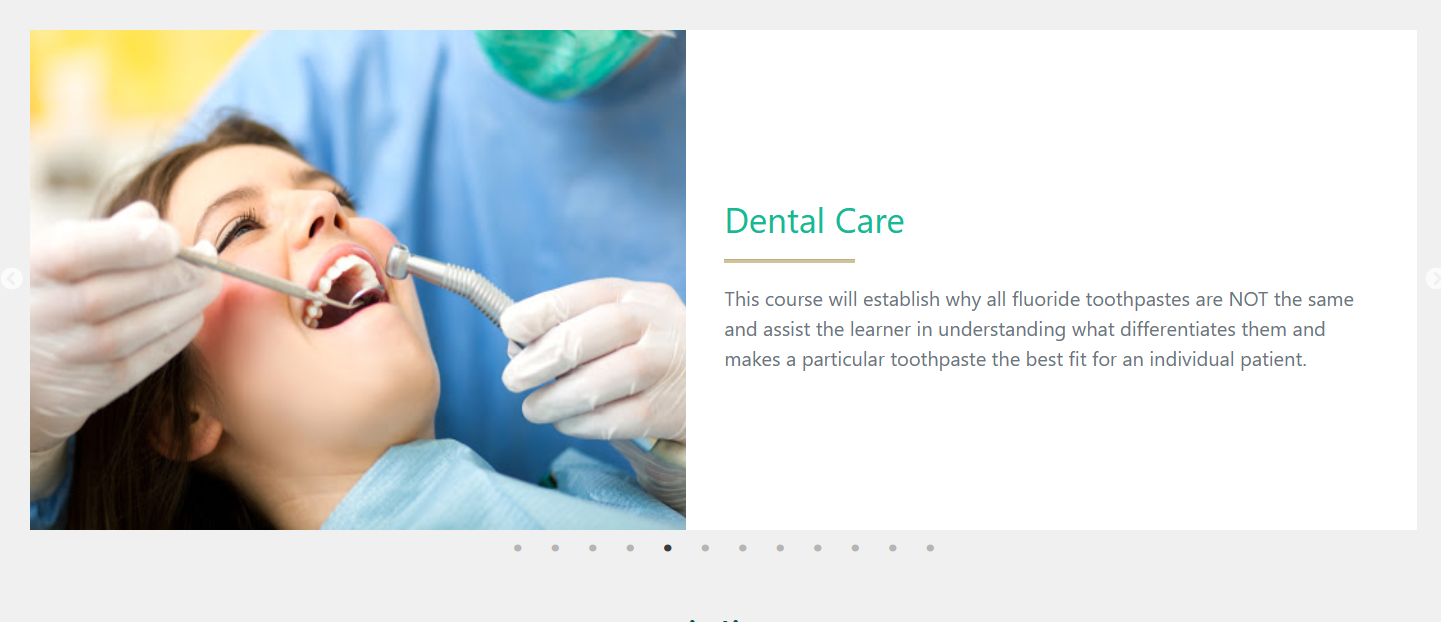 Dental Care
This course will establish why all fluoride toothpastes are NOT the same
and assist the learner in understanding what differentiates them and
makes a particular toothpaste the best fit for an individual patient.